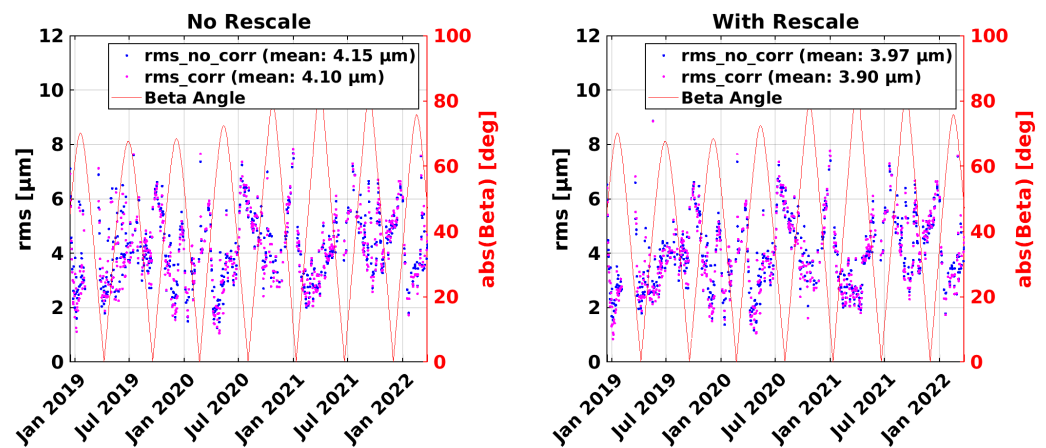 No Rescale
12
10
8
6
4
2
0
rms [µm]
100
80
60
40
20
0
abs(Beta) [deg]
rms_no_corr (mean: 4.15 µm)
rms_corr (mean: 4.10 µm)
Beta Angle
Jan 2019
Jul 2019
Jan 2020
Jul 2020
Jan 2021
Jul 2021
Jan 2022
With Rescale
12
10
8
6
4
2
0
rms [µm]
100
80
60
40
20
0
abs(Beta) [deg]
rms_no_corr (mean: 3.97 µm)
rms_corr (mean: 3.90 µm)
Beta Angle
Jan 2019
Jul 2019
Jan 2020
Jul 2020
Jan 2021
Jul 2021
Jan 2022